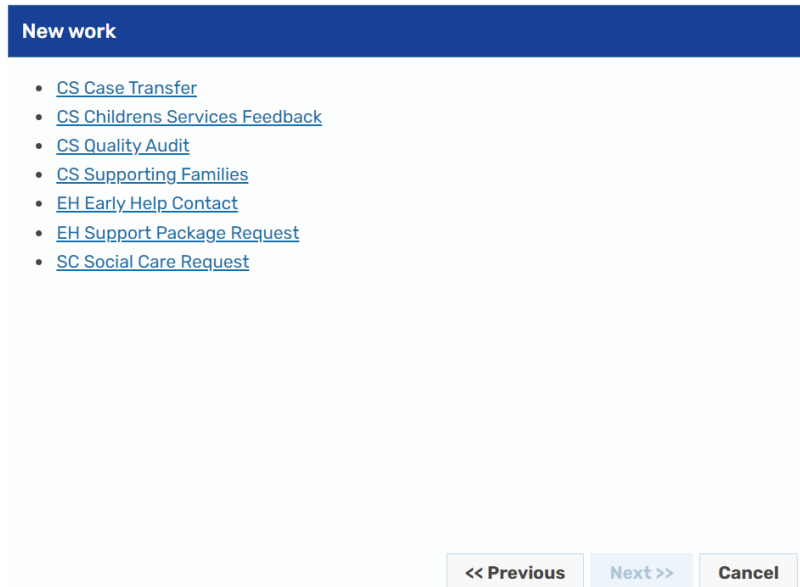 New work
CS Case Transfer
CS Childrens Services Feedback
CS Quality Audit
CS Supporting Families
EH Early Help Contact
EH Support Package Request
SC Social Care Request
<< Previous Next >> Cancel